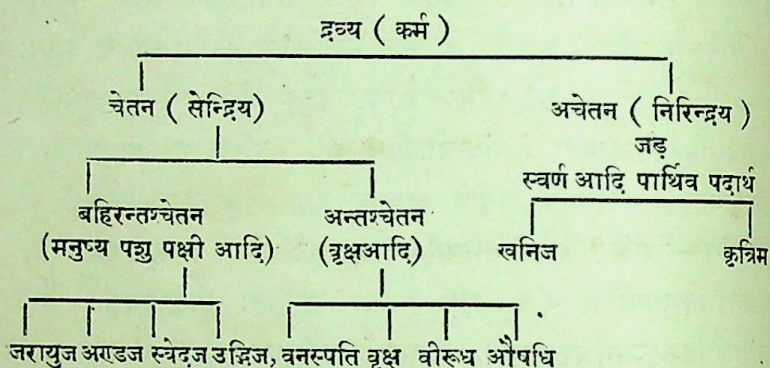 द्रव्य ( कर्म )
चेतन ( सेन्द्रिय) अचेतन ( निरिन्द्रय )
जड़
स्वर्ण आदि पार्थिव पदार्थ
बहिरन्तश्चेतन अन्तश्चेतन
(मनुष्य पशु पक्षी आदि) (वृक्षआदि) खनिज कृत्रिम
जरायुज अण्डज स्वेदज उद्भिज, वनस्पति वृक्ष वीरूध औषधि